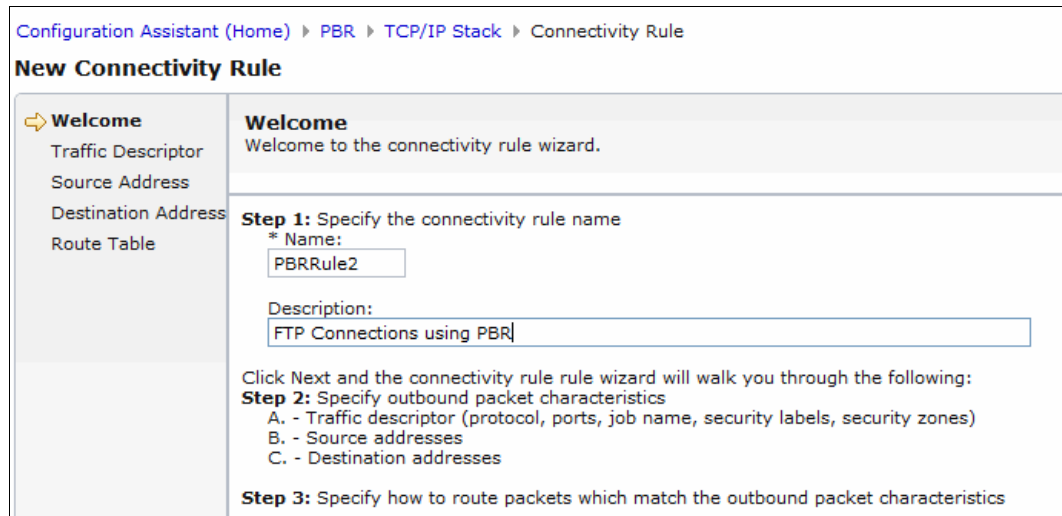 Configuration Assistant (Home) ▶ PBR ▶ TCP/IP Stack ▶ Connectivity Rule
New Connectivity Rule
Welcome
Traffic Descriptor
Source Address
Destination Address
Route Table
Welcome
Welcome to the connectivity rule wizard.
Step 1: Specify the connectivity rule name
* Name:
PBRRule2
Description:
FTP Connections using PBR
Click Next and the connectivity rule rule wizard will walk you through the following:
Step 2: Specify outbound packet characteristics
A. - Traffic descriptor (protocol, ports, job name, security labels, security zones)
B. - Source addresses
C. - Destination addresses
Step 3: Specify how to route packets which match the outbound packet characteristics